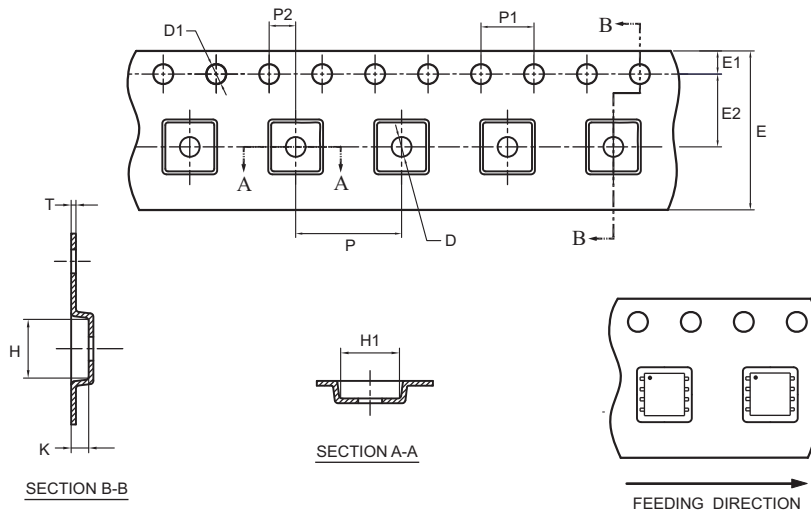 P2
P1
B
D1
E1
E2
E
A
A
P
D
B
T
H
K
H1
SECTION A-A
SECTION B-B
FEEDING DIRECTION